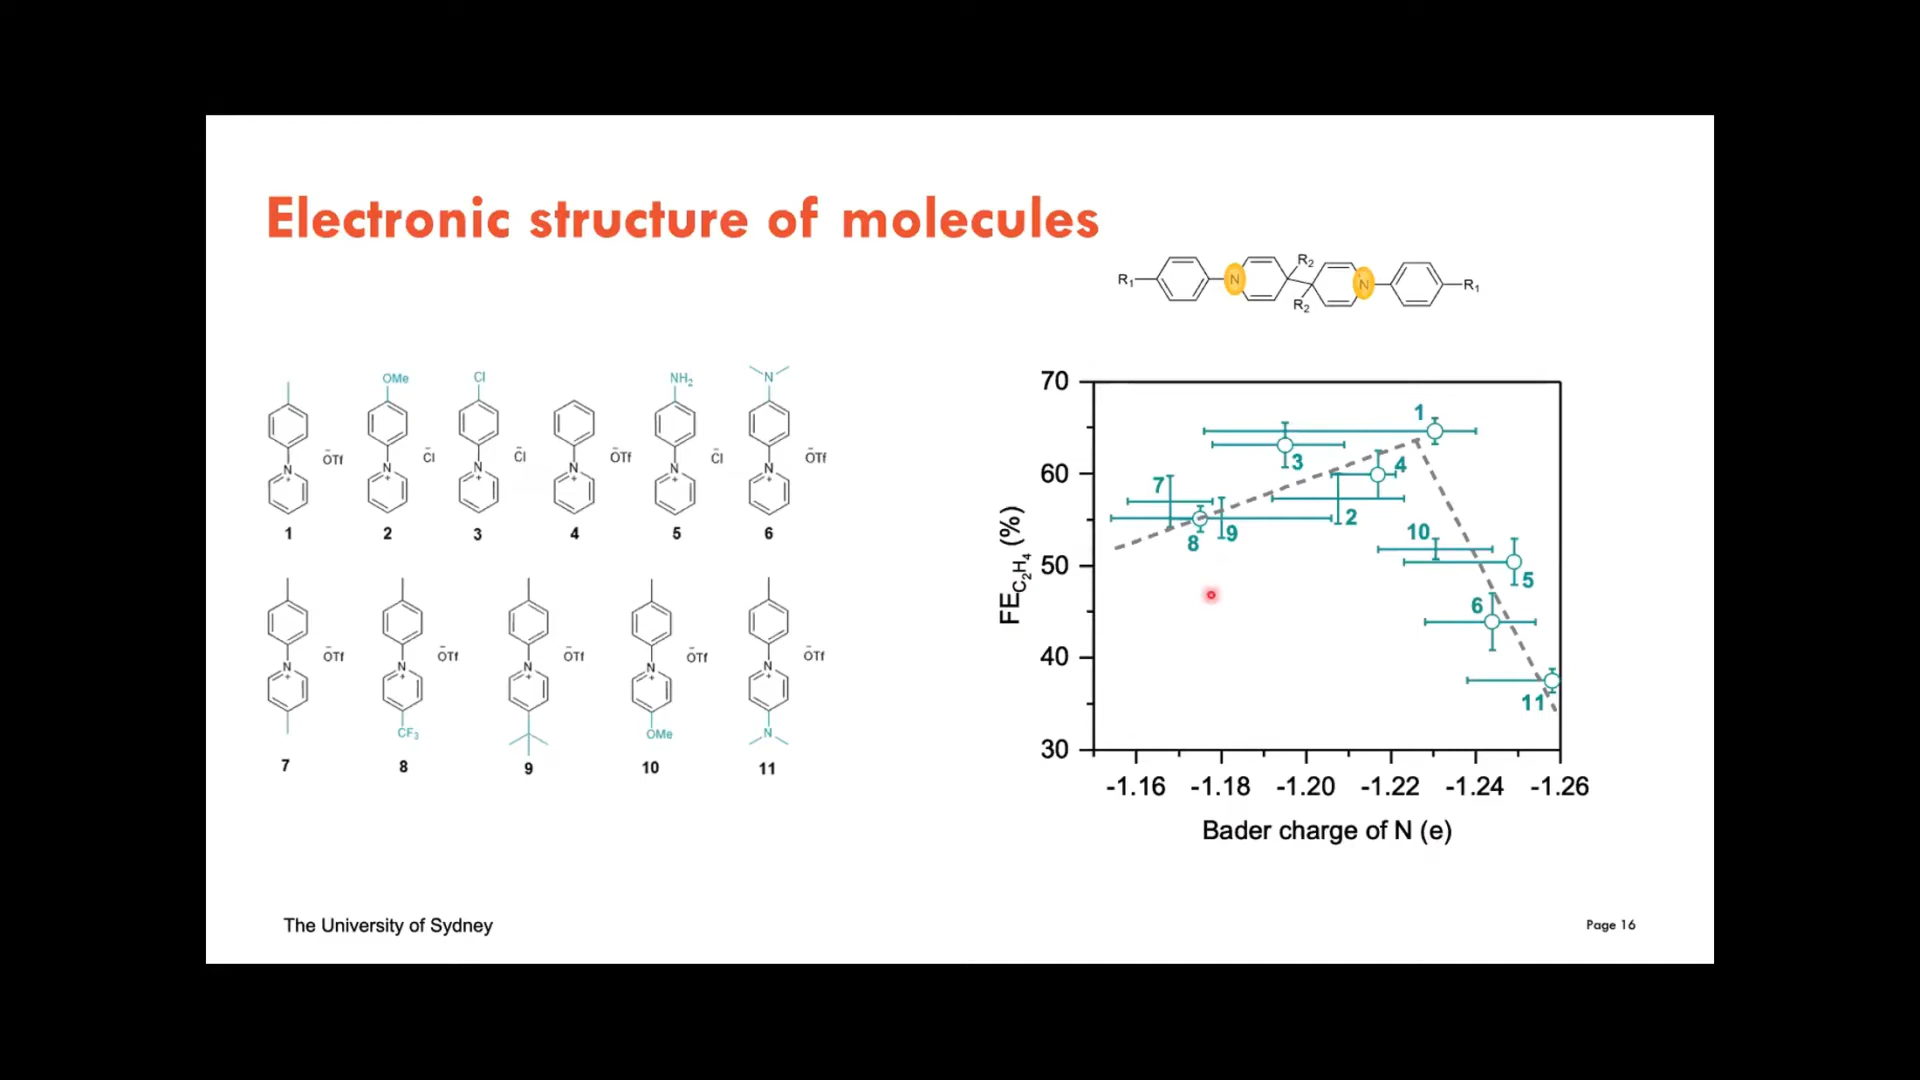 Electronic structure of molecules
R₁ N R₂ R₂ N R₁
OMe Cl NH₂ N
N+ N+ N+ N+ N+ N+
⁻OTf Cl⁻ Cl⁻ ⁻OTf Cl⁻ ⁻OTf
1 2 3 4 5 6
N+ N+ N+ N+ N+
⁻OTf ⁻OTf ⁻OTf ⁻OTf ⁻OTf
CF₃ OMe N
7 8 9 10 11
FE C₂H₄ (%)
70
60
50
40
30
1
3
4
7
2
8
9
10
5
6
11
-1.16 -1.18 -1.20 -1.22 -1.24 -1.26
Bader charge of N (e)
The University of Sydney
Page 16